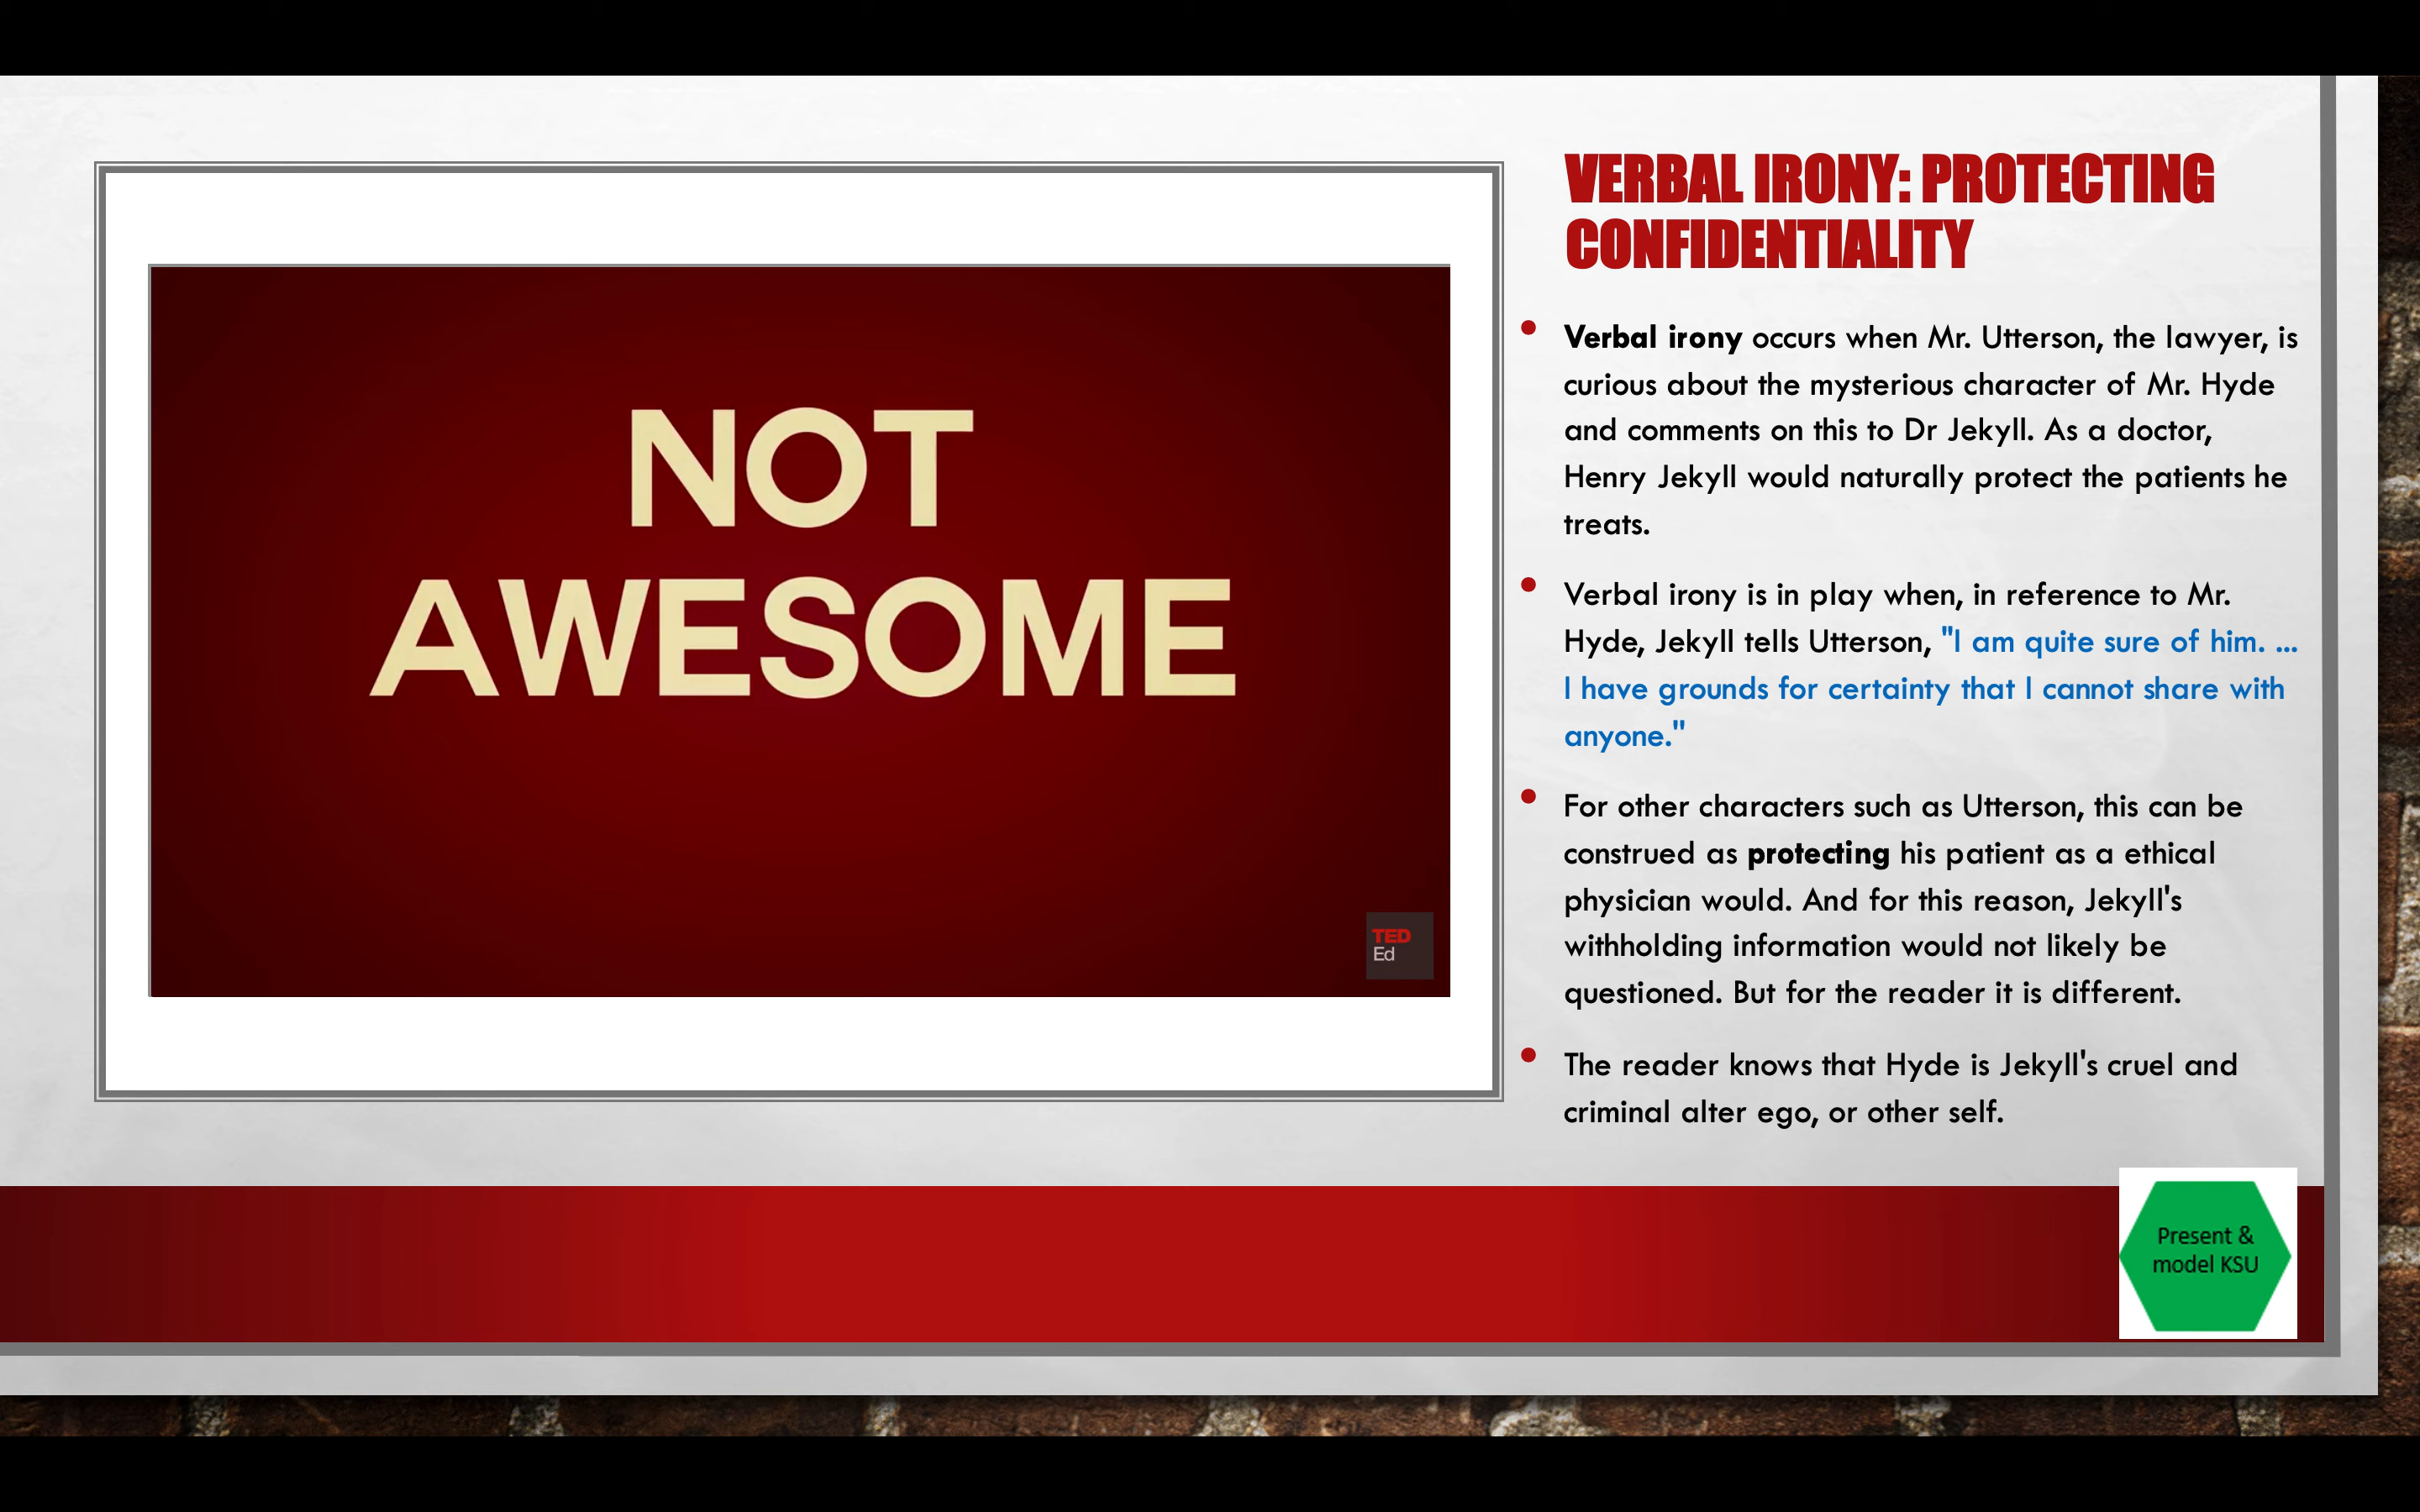 NOT
AWESOME
TED
Ed
VERBAL IRONY: PROTECTING
CONFIDENTIALITY
• Verbal irony occurs when Mr. Utterson, the lawyer, is
curious about the mysterious character of Mr. Hyde
and comments on this to Dr Jekyll. As a doctor,
Henry Jekyll would naturally protect the patients he
treats.
• Verbal irony is in play when, in reference to Mr.
Hyde, Jekyll tells Utterson, "I am quite sure of him. ...
I have grounds for certainty that I cannot share with
anyone."
• For other characters such as Utterson, this can be
construed as protecting his patient as a ethical
physician would. And for this reason, Jekyll's
withholding information would not likely be
questioned. But for the reader it is different.
• The reader knows that Hyde is Jekyll's cruel and
criminal alter ego, or other self.
Present &
model KSU